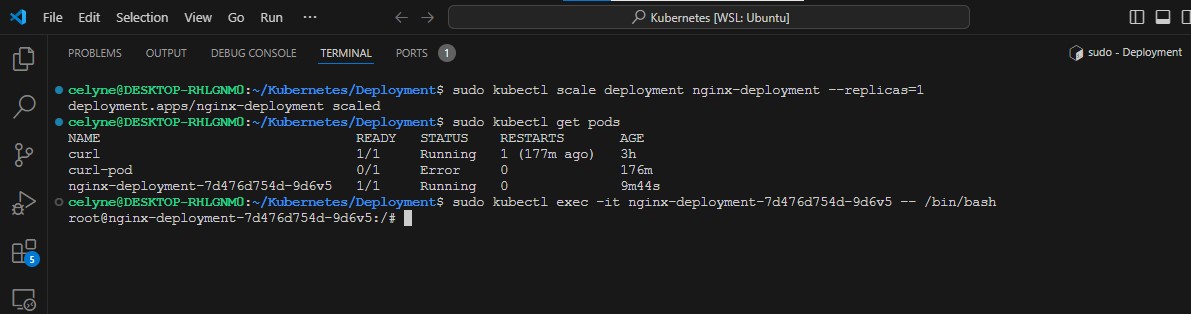 File Edit Selection View Go Run ··· Kubernetes [WSL: Ubuntu]
PROBLEMS OUTPUT DEBUG CONSOLE TERMINAL PORTS 1 sudo - Deployment
celyne@DESKTOP-RHLGNM0:~/Kubernetes/Deployment$ sudo kubectl scale deployment nginx-deployment --replicas=1
deployment.apps/nginx-deployment scaled
celyne@DESKTOP-RHLGNM0:~/Kubernetes/Deployment$ sudo kubectl get pods
NAME READY STATUS RESTARTS AGE
curl 1/1 Running 1 (177m ago) 3h
curl-pod 0/1 Error 0 176m
nginx-deployment-7d476d754d-9d6v5 1/1 Running 0 9m44s
celyne@DESKTOP-RHLGNM0:~/Kubernetes/Deployment$ sudo kubectl exec -it nginx-deployment-7d476d754d-9d6v5 -- /bin/bash
root@nginx-deployment-7d476d754d-9d6v5:/#
5